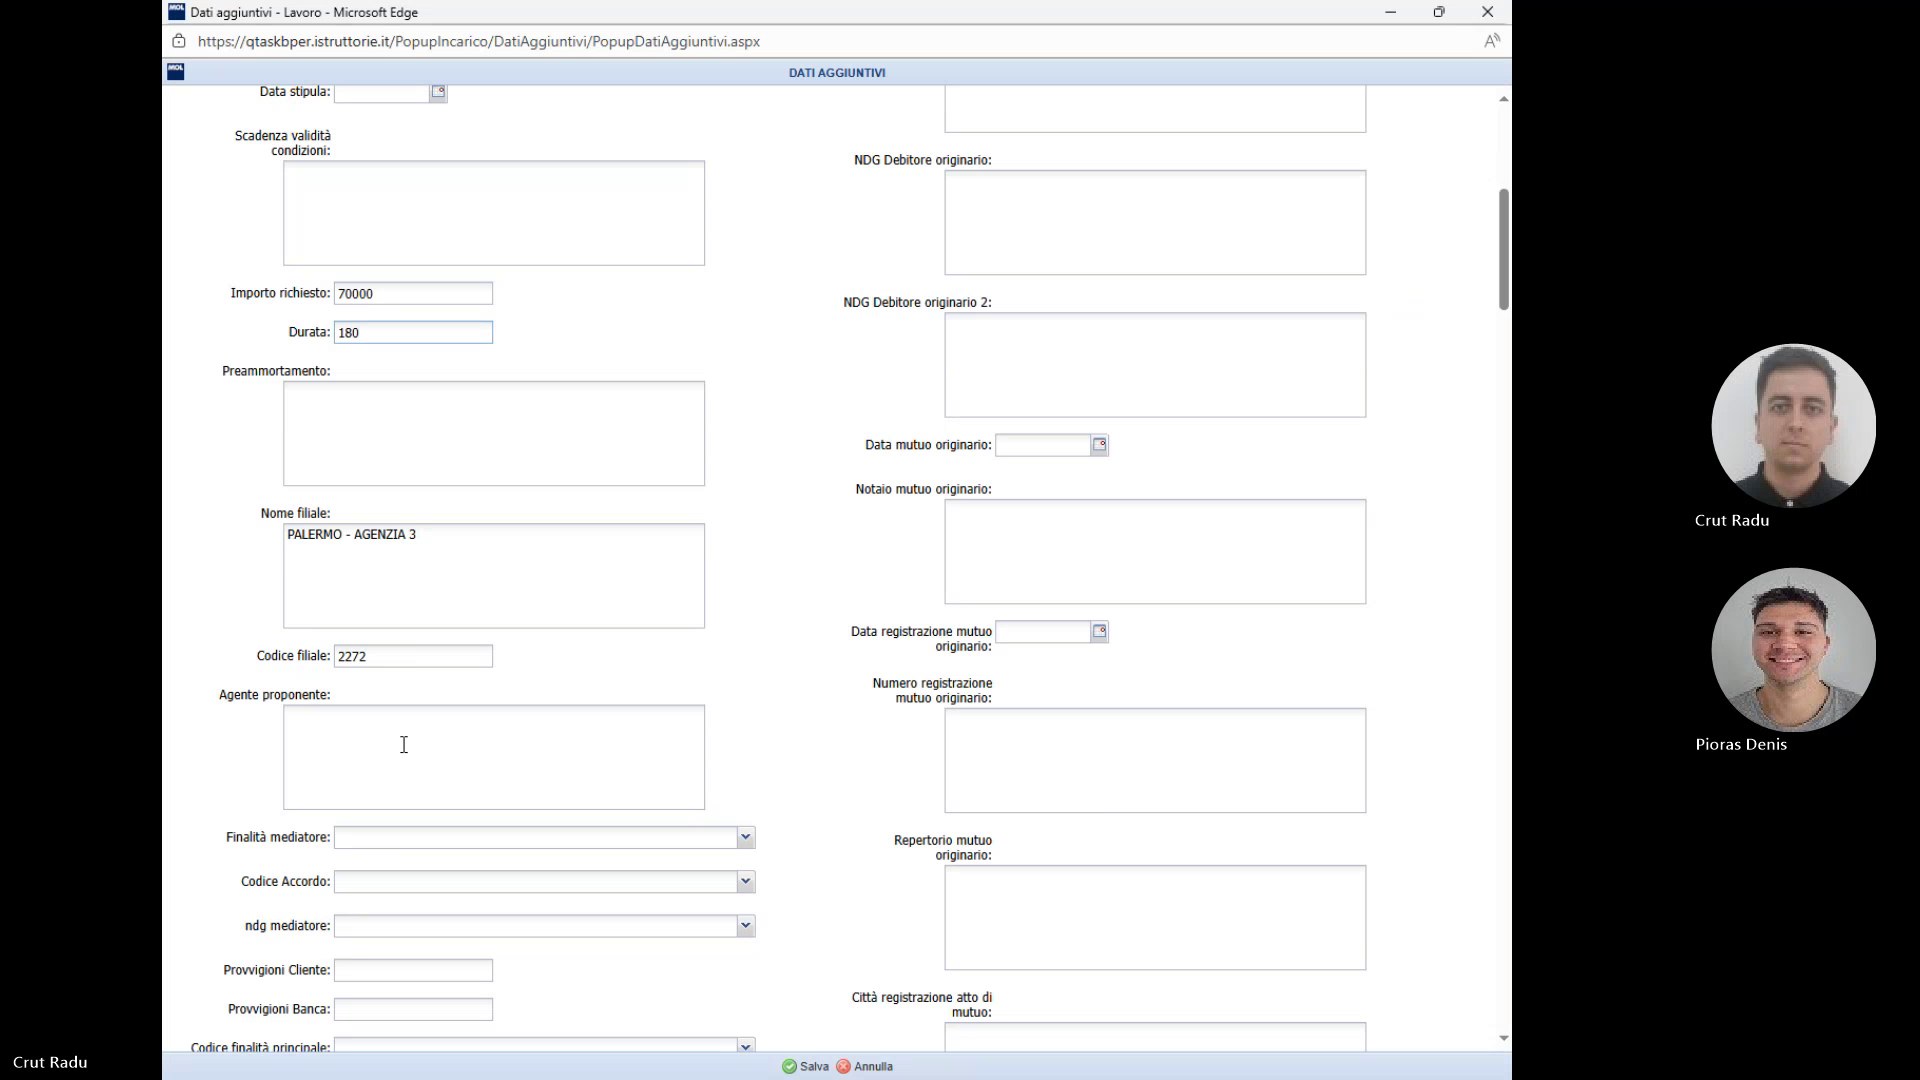 MOL
Dati aggiuntivi - Lavoro - Microsoft Edge
https://qtaskbper.istruttorie.it/PopupIncarico/DatiAggiuntivi/PopupDatiAggiuntivi.aspx
MOL
DATI AGGIUNTIVI
Data stipula:
Scadenza validità
condizioni:
Importo richiesto: 70000
Durata: 180
Preammortamento:
Nome filiale:
PALERMO - AGENZIA 3
Codice filiale: 2272
Agente proponente:
Finalità mediatore:
Codice Accordo:
ndg mediatore:
Provvigioni Cliente:
Provvigioni Banca:
Codice finalità principale:
NDG Debitore originario:
NDG Debitore originario 2:
Data mutuo originario:
Notaio mutuo originario:
Data registrazione mutuo
originario:
Numero registrazione
mutuo originario:
Repertorio mutuo
originario:
Città registrazione atto di
mutuo:
Salva
Annulla
Crut Radu
Pioras Denis
Crut Radu